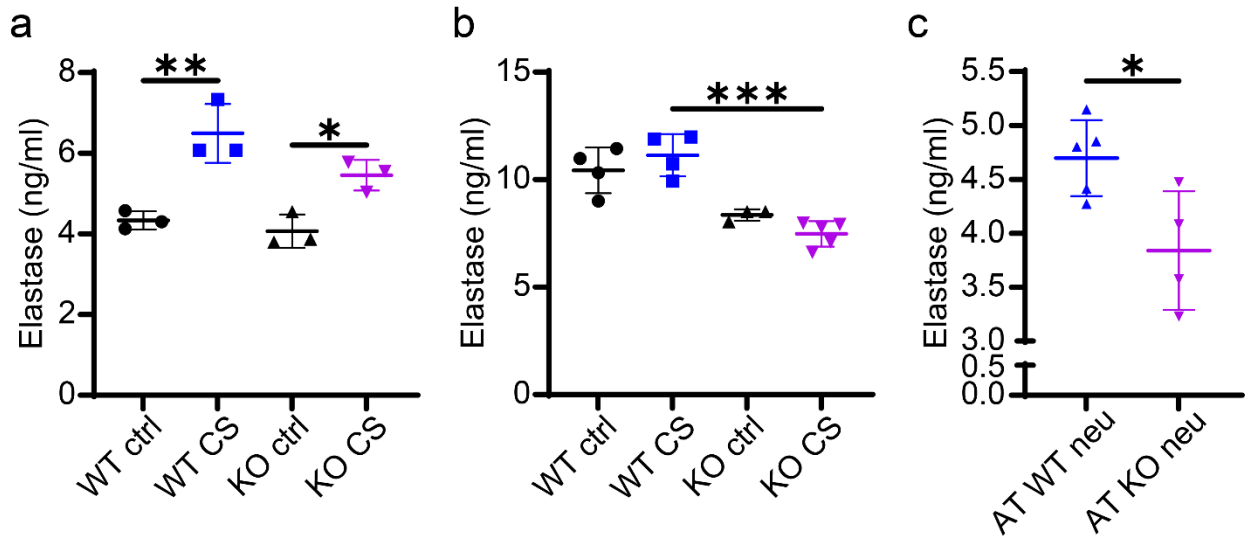 a
Elastase (ng/ml)
8
6
4
2
0
**
*
WT ctrl
WT CS
KO ctrl
KO CS
b
Elastase (ng/ml)
15
10
5
0
***
WT ctrl
WT CS
KO ctrl
KO CS
c
Elastase (ng/ml)
5.5
5.0
4.5
4.0
3.5
3.0
0.5
0.0
*
AT WT neu
AT KO neu